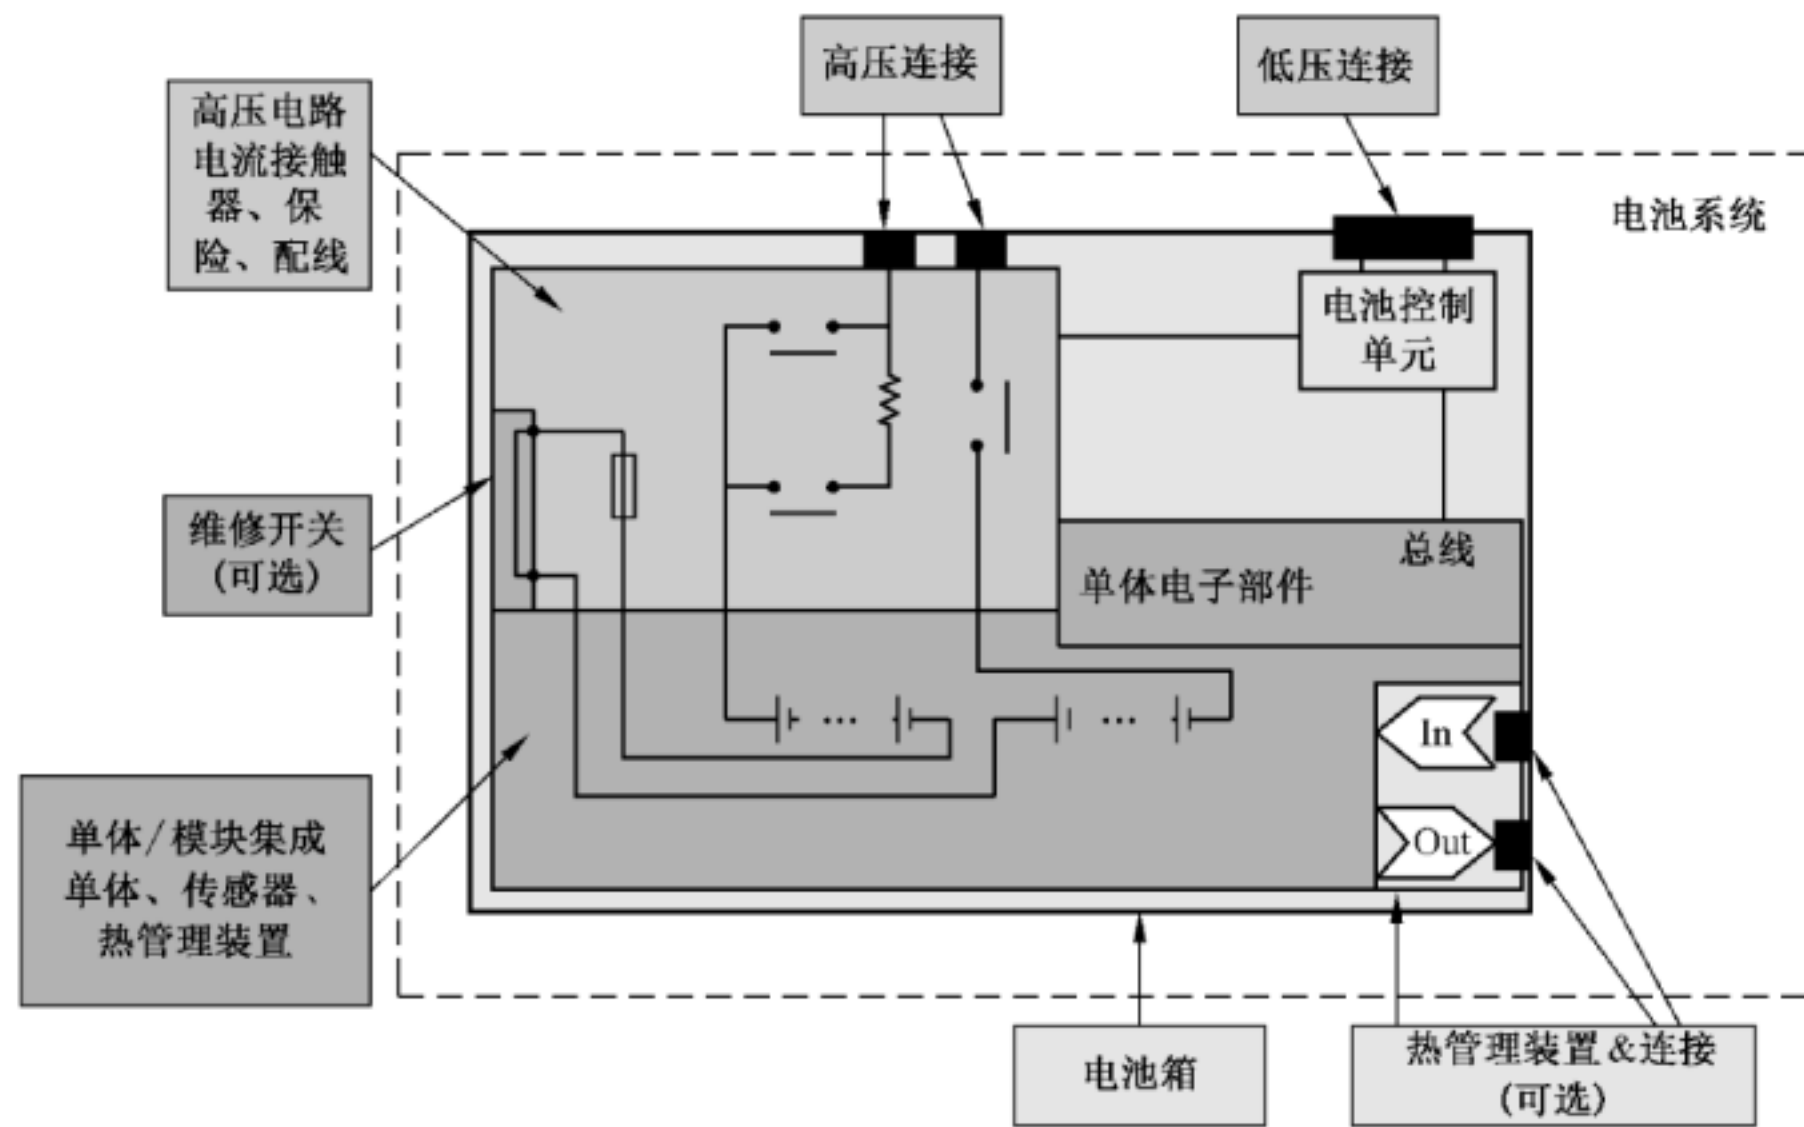 高压连接
低压连接
高压电路
电流接触
器、保
险、配线
电池系统
电池控制
单元
维修开关
(可选)
总线
单体电子部件
In
Out
单体/模块集成
单体、传感器、
热管理装置
电池箱
热管理装置&连接
(可选)